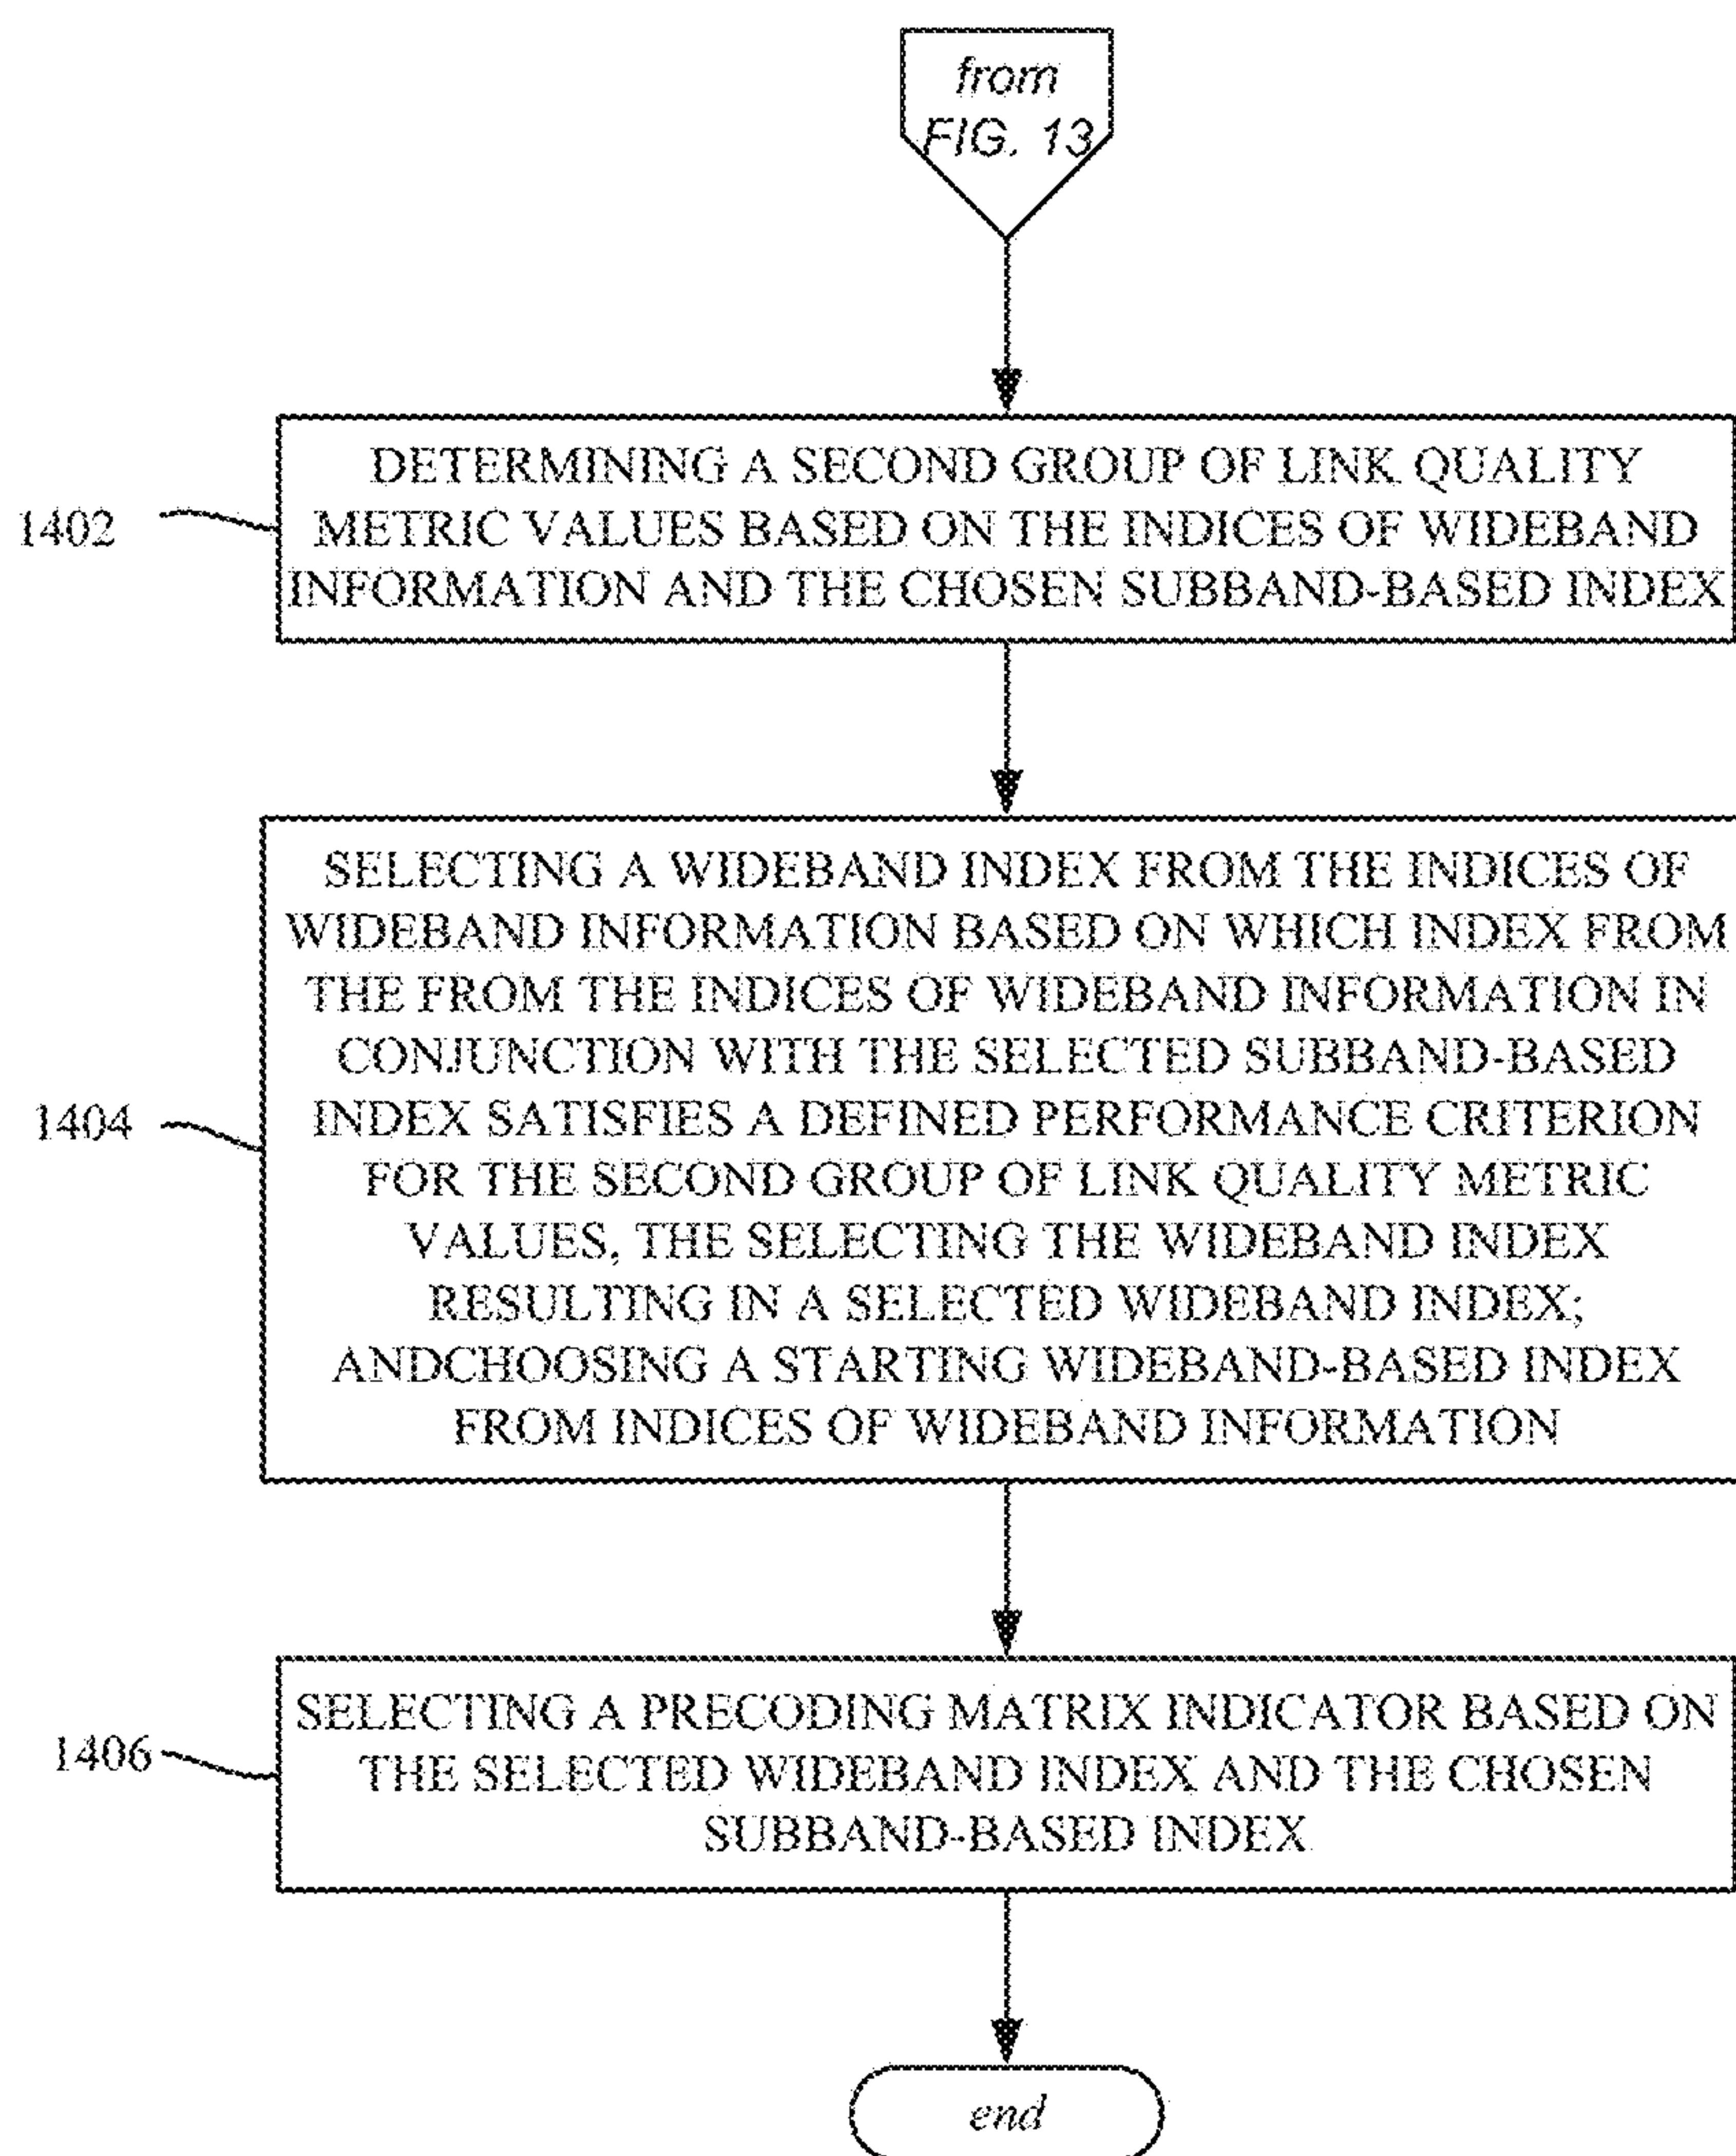 from
FIG. 13
1402
DETERMINING A SECOND GROUP OF LINK QUALITY
METRIC VALUES BASED ON THE INDICES OF WIDEBAND
INFORMATION AND THE CHOSEN SUBBAND-BASED INDEX
1404
SELECTING A WIDEBAND INDEX FROM THE INDICES OF
WIDEBAND INFORMATION BASED ON WHICH INDEX FROM
THE FROM THE INDICES OF WIDEBAND INFORMATION IN
CONJUNCTION WITH THE SELECTED SUBBAND-BASED
INDEX SATISFIES A DEFINED PERFORMANCE CRITERION
FOR THE SECOND GROUP OF LINK QUALITY METRIC
VALUES, THE SELECTING THE WIDEBAND INDEX
RESULTING IN A SELECTED WIDEBAND INDEX;
ANDCHOOSING A STARTING WIDEBAND-BASED INDEX
FROM INDICES OF WIDEBAND INFORMATION
1406
SELECTING A PRECODING MATRIX INDICATOR BASED ON
THE SELECTED WIDEBAND INDEX AND THE CHOSEN
SUBBAND-BASED INDEX
end